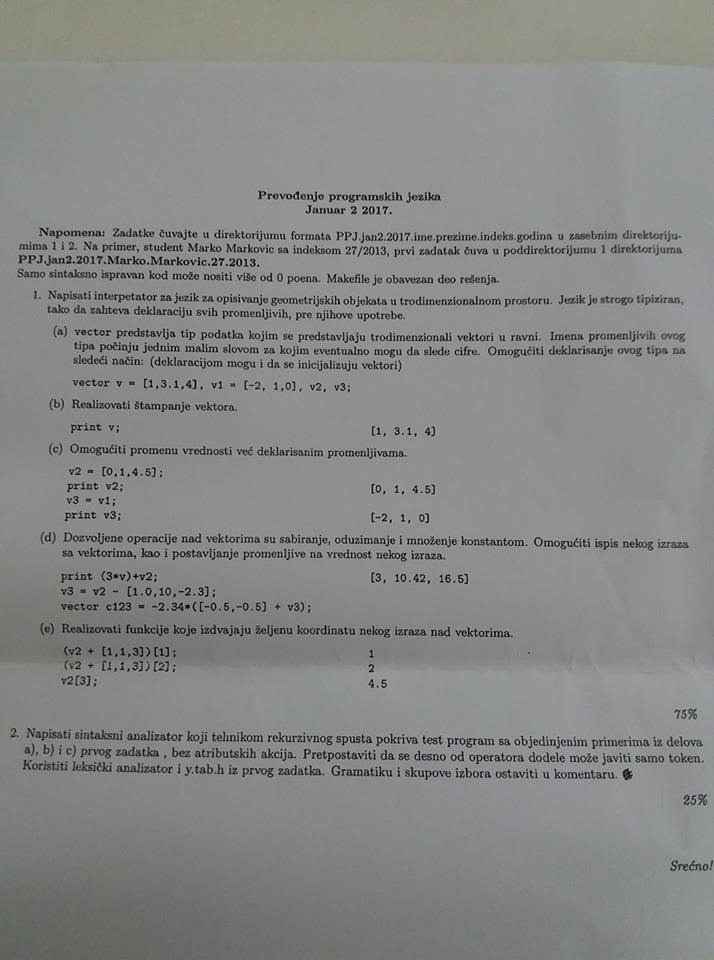 Prevođenje programskih jezika
Januar 2 2017.
Napomena: Zadatke čuvajte u direktorijumu formata PPJ.jan2.2017.ime.prezime.indeks.godina u zasebnim direktoriju-
mima 1 i 2. Na primer, student Marko Markovic sa indeksom 27/2013, prvi zadatak čuva u poddirektorijumu 1 direktorijuma
PPJ.jan2.2017.Marko.Markovic.27.2013.
Samo sintaksno ispravan kod može nositi više od 0 poena. Makefile je obavezan deo rešenja.
1. Napisati interpetator za jezik za opisivanje geometrijskih objekata u trodimenzionalnom prostoru. Jezik je strogo tipiziran,
tako da zahteva deklaraciju svih promenljivih, pre njihove upotrebe.
(a) vector predstavlja tip podatka kojim se predstavljaju trodimenzionali vektori u ravni. Imena promenljivih ovog
tipa počinju jednim malim slovom za kojim eventualno mogu da slede cifre. Omogućiti deklarisanje ovog tipa na
sledeći način: (deklaracijom mogu i da se inicijalizuju vektori)
vector v = [1,3.1,4], v1 = [-2, 1,0], v2, v3;
(b) Realizovati štampanje vektora.
print v; [1, 3.1, 4]
(c) Omogućiti promenu vrednosti već deklarisanim promenljivama.
v2 = [0,1,4.5];
print v2; [0, 1, 4.5]
v3 = v1;
print v3; [-2, 1, 0]
(d) Dozvoljene operacije nad vektorima su sabiranje, oduzimanje i množenje konstantom. Omogućiti ispis nekog izraza
sa vektorima, kao i postavljanje promenljive na vrednost nekog izraza.
print (3*v)+v2; [3, 10.42, 16.5]
v3 = v2 - [1.0,10,-2.3];
vector c123 = -2.34*([-0.5,-0.5] + v3);
(e) Realizovati funkcije koje izdvajaju željenu koordinatu nekog izraza nad vektorima.
(v2 + [1,1,3])[1]; 1
(v2 + [1,1,3])[2]; 2
v2[3]; 4.5
75%
2. Napisati sintaksni analizator koji tehnikom rekurzivnog spusta pokriva test program sa objedinjenim primerima iz delova
a), b) i c) prvog zadatka , bez atributskih akcija. Pretpostaviti da se desno od operatora dodele može javiti samo token.
Koristiti leksički analizator i y.tab.h iz prvog zadatka. Gramatiku i skupove izbora ostaviti u komentaru.
25%
Srećno!